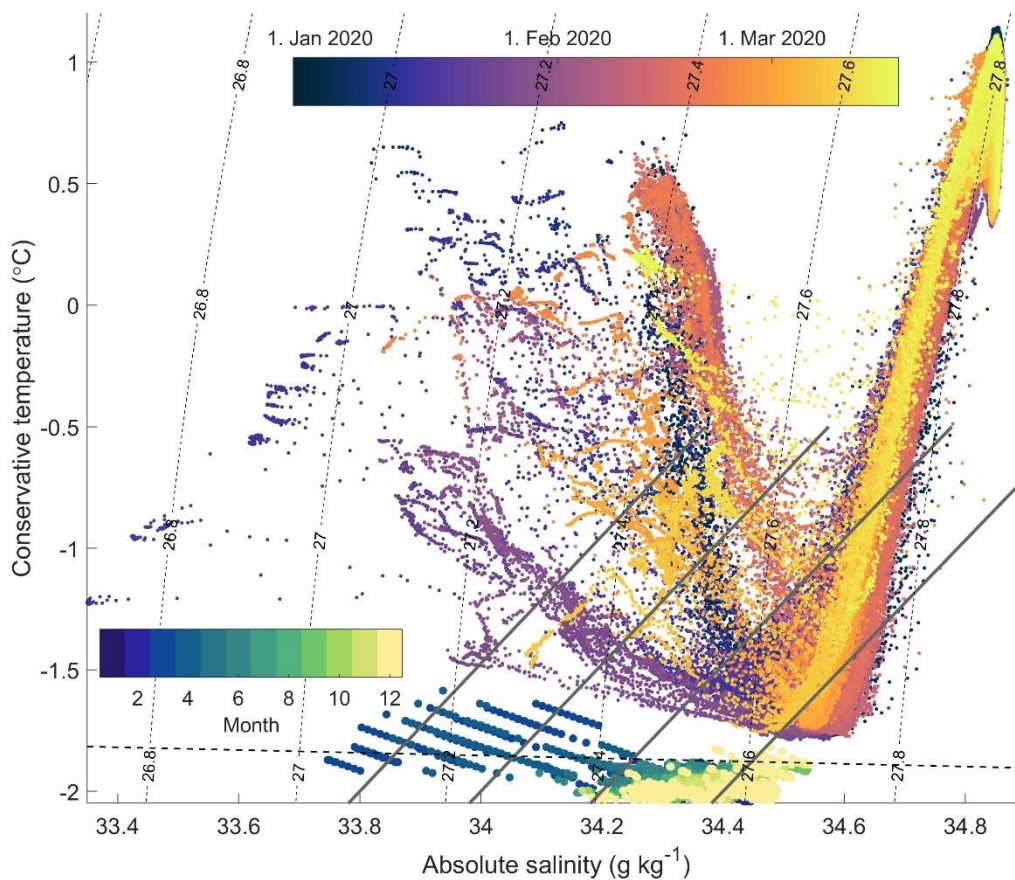 1. Jan 2020 1. Feb 2020 1. Mar 2020
26.8 27 27.2 27.4 27.6 27.8
1
0.5
0
-0.5
-1
-1.5
-2
Conservative temperature (°C)
26.8 27 27.2 27.4 27.6 27.8
26.8 27 27.2 27.4 27.6 27.8
2 4 6 8 10 12
Month
26.8 27 27.2 27.4 27.6 27.8
33.4 33.6 33.8 34 34.2 34.4 34.6 34.8
Absolute salinity (g kg-1)